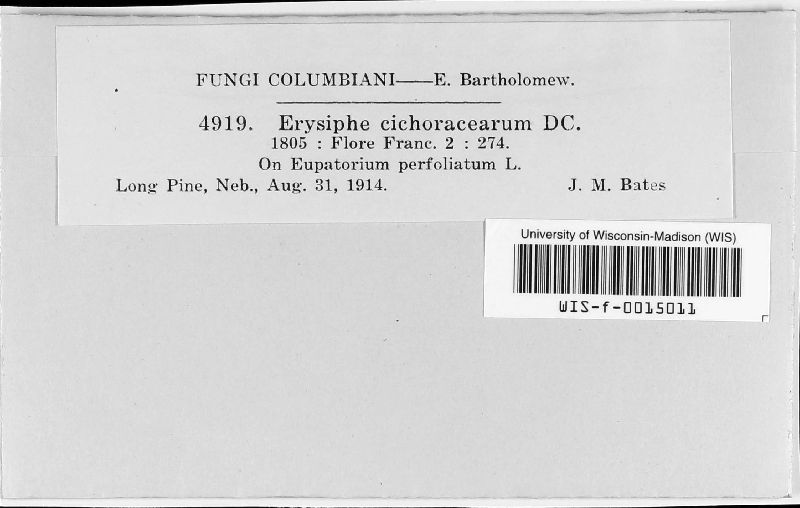 FUNGI COLUMBIANI——E. Bartholomew.
4919. Erysiphe cichoracearum DC.
1805 : Flore Franc. 2 : 274.
On Eupatorium perfoliatum L.
Long Pine, Neb., Aug. 31, 1914. J. M. Bates
University of Wisconsin-Madison (WIS)
WIS-f-0015011